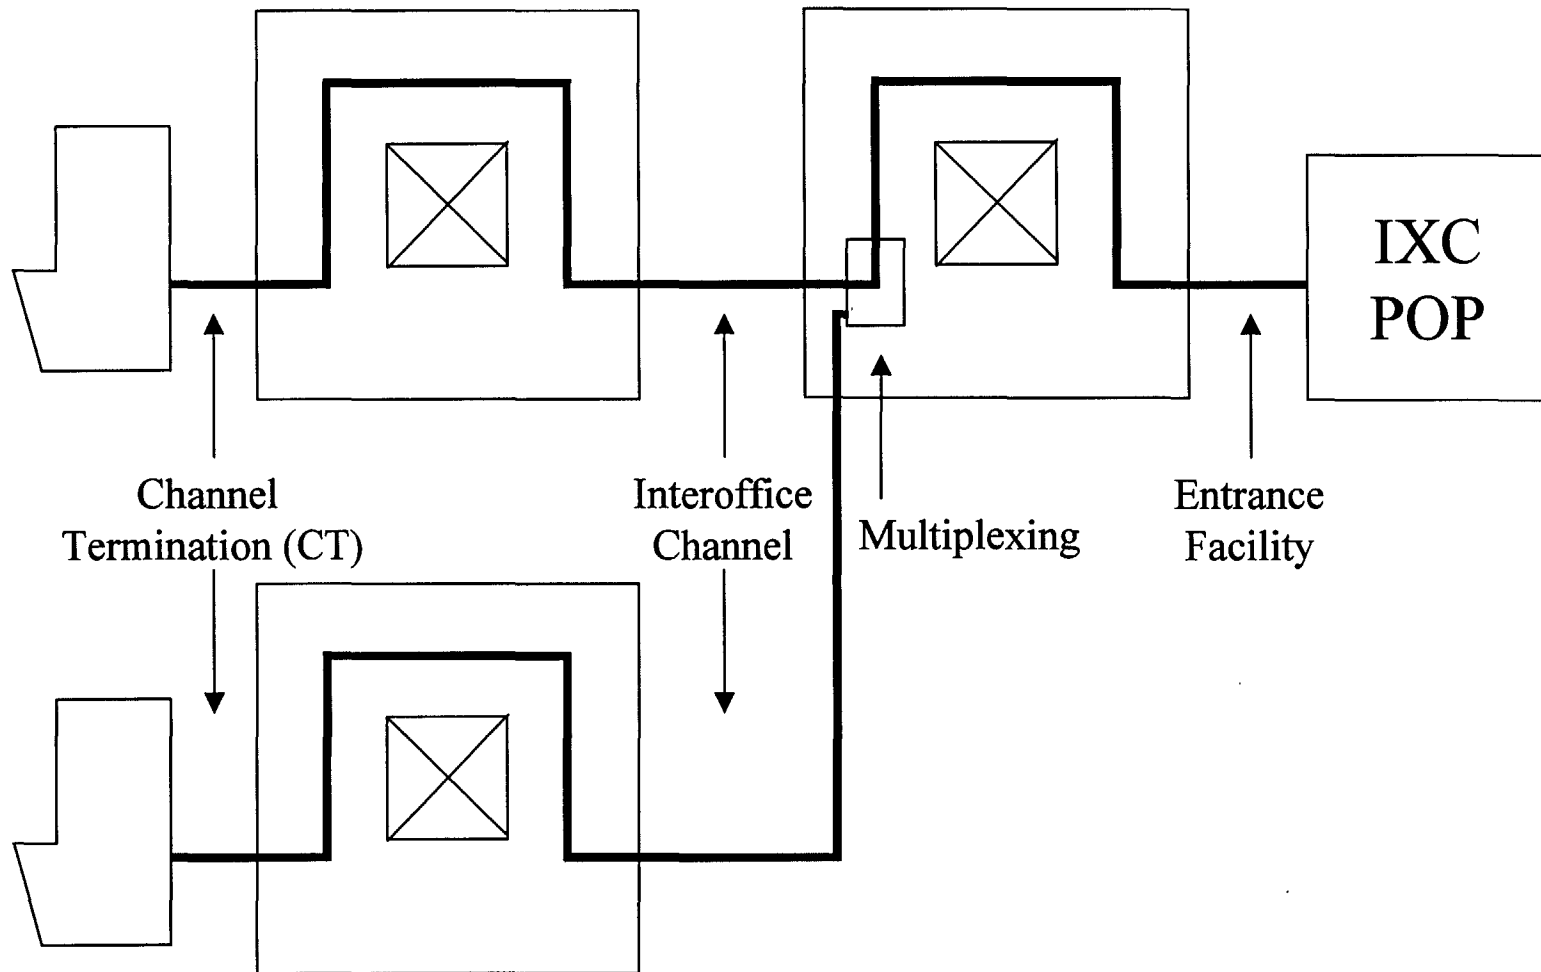 IXC
POP
Channel
Termination (CT)
Interoffice
Channel
Multiplexing
Entrance
Facility